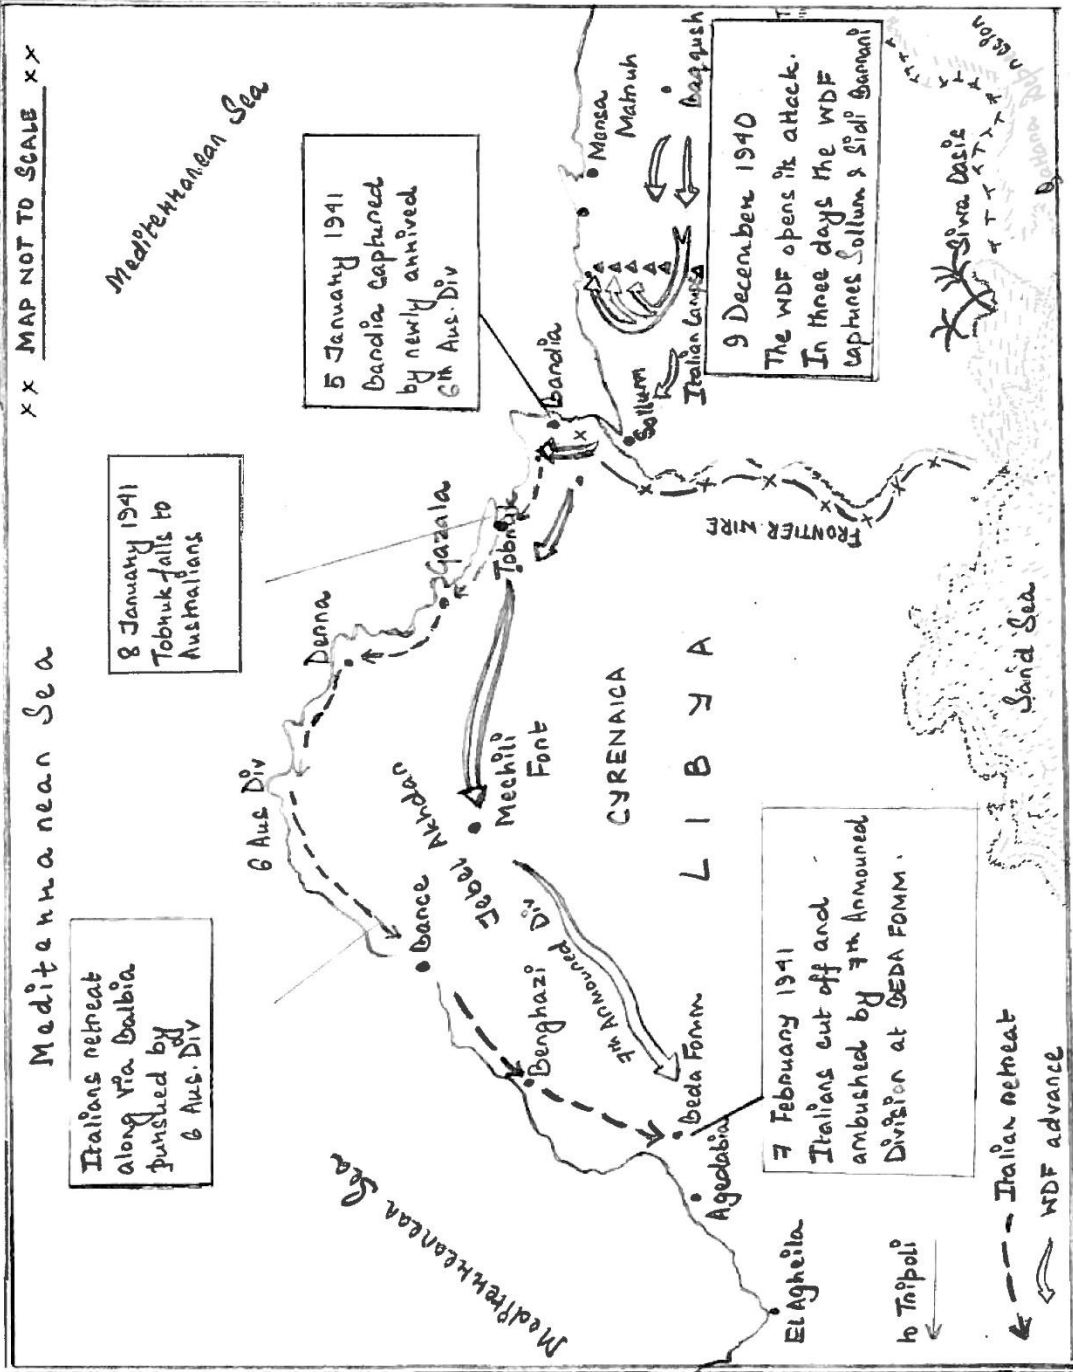 xx MAP NOT TO SCALE xx
Mediterranean Sea
Mediterranean Sea
Mediterrenean Sea
Italians retreat
along via Balbia
purshed by
6 Aus. Div
8 January 1941
Tobruk falls to
Australians
5 January 1941
Bardia captured
by newly arrived
6th Aus. Div
6 Aus Div
Derna
Gazala
Tobruk
Bardia
Sollum
Mersa
Matruh
Baqqush
Italian Camps
9 December 1940
The WDF opens its attack.
In three days the WDF
captures Sollum & Sidi Barrani
Barce
Jebel Akhdar
Mechili
Fort
Benghazi
7th Armoured Div
CYRENAICA
LIBYA
FRONTIER WIRE
Siwa Oasis
Sand Sea
Beda Fomm
Agedabia
El Agheila
7 February 1941
Italians cut off and
ambushed by 7th Armoured
Division at BEDA FOMM.
to Tripoli
Italian retreat
WDF advance